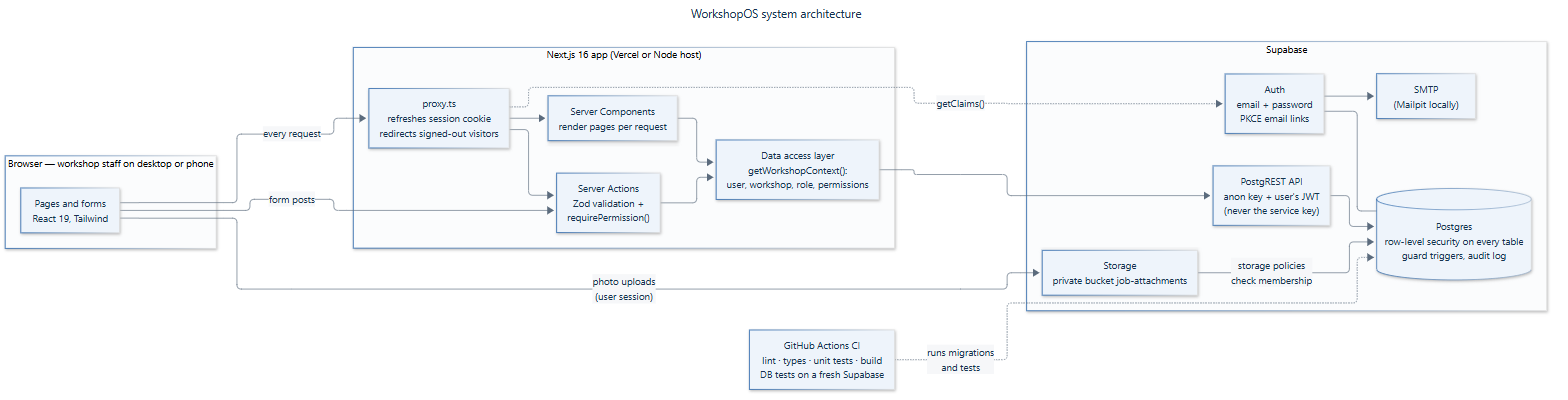 WorkshopOS system architecture
Next.js 16 app (Vercel or Node host)
Supabase
proxy.ts
refreshes session cookie
redirects signed-out visitors
Server Components
render pages per request
getClaims()
Auth
email + password
PKCE email links
SMTP
(Mailpit locally)
every request
Browser — workshop staff on desktop or phone
Pages and forms
React 19, Tailwind
form posts
Server Actions
Zod validation +
requirePermission()
Data access layer
getWorkshopContext():
user, workshop, role, permissions
PostgREST API
anon key + user's JWT
(never the service key)
Postgres
row-level security on every table
guard triggers, audit log
Storage
private bucket job-attachments
storage policies
check membership
photo uploads
(user session)
GitHub Actions CI
lint · types · unit tests · build
DB tests on a fresh Supabase
runs migrations
and tests